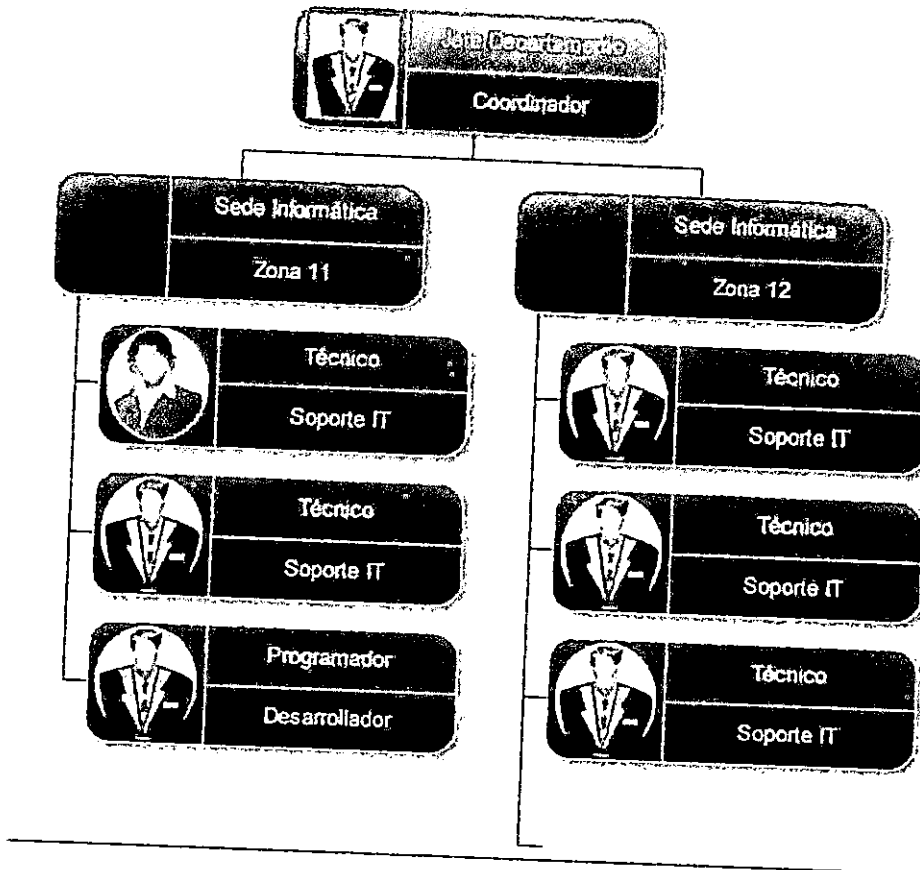 Jefe Departamento
Coordinador
Sede Informática
Zona 11
Técnico
Soporte IT
Técnico
Soporte IT
Programador
Desarrollador
Sede Informática
Zona 12
Técnico
Soporte IT
Técnico
Soporte IT
Técnico
Soporte IT